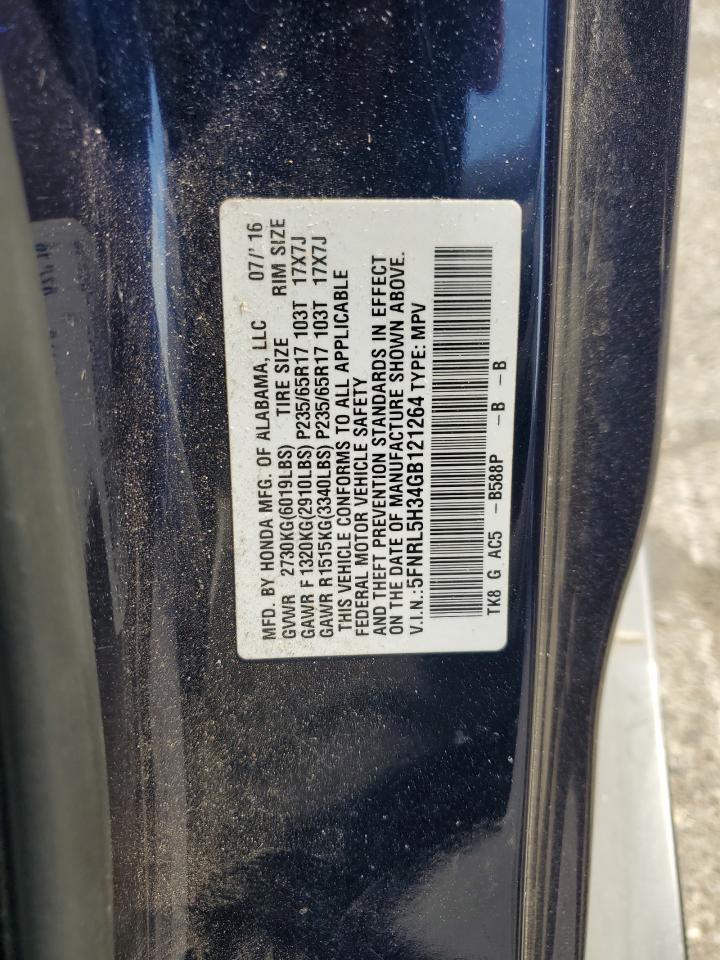 MFD. BY HONDA MFG. OF ALABAMA, LLC 07/' 16
GVWR 2730KG(6019LBS) TIRE SIZE RIM SIZE
GAWR F 1320KG(2910LBS) P235/65R17 103T 17X7J
GAWR R1515KG(3340LBS) P235/65R17 103T 17X7J
THIS VEHICLE CONFORMS TO ALL APPLICABLE
FEDERAL MOTOR VEHICLE SAFETY
AND THEFT PREVENTION STANDARDS IN EFFECT
ON THE DATE OF MANUFACTURE SHOWN ABOVE.
V.I.N.:5FNRL5H34GB121264 TYPE: MPV
TK8 G AC5 -B588P -B -B